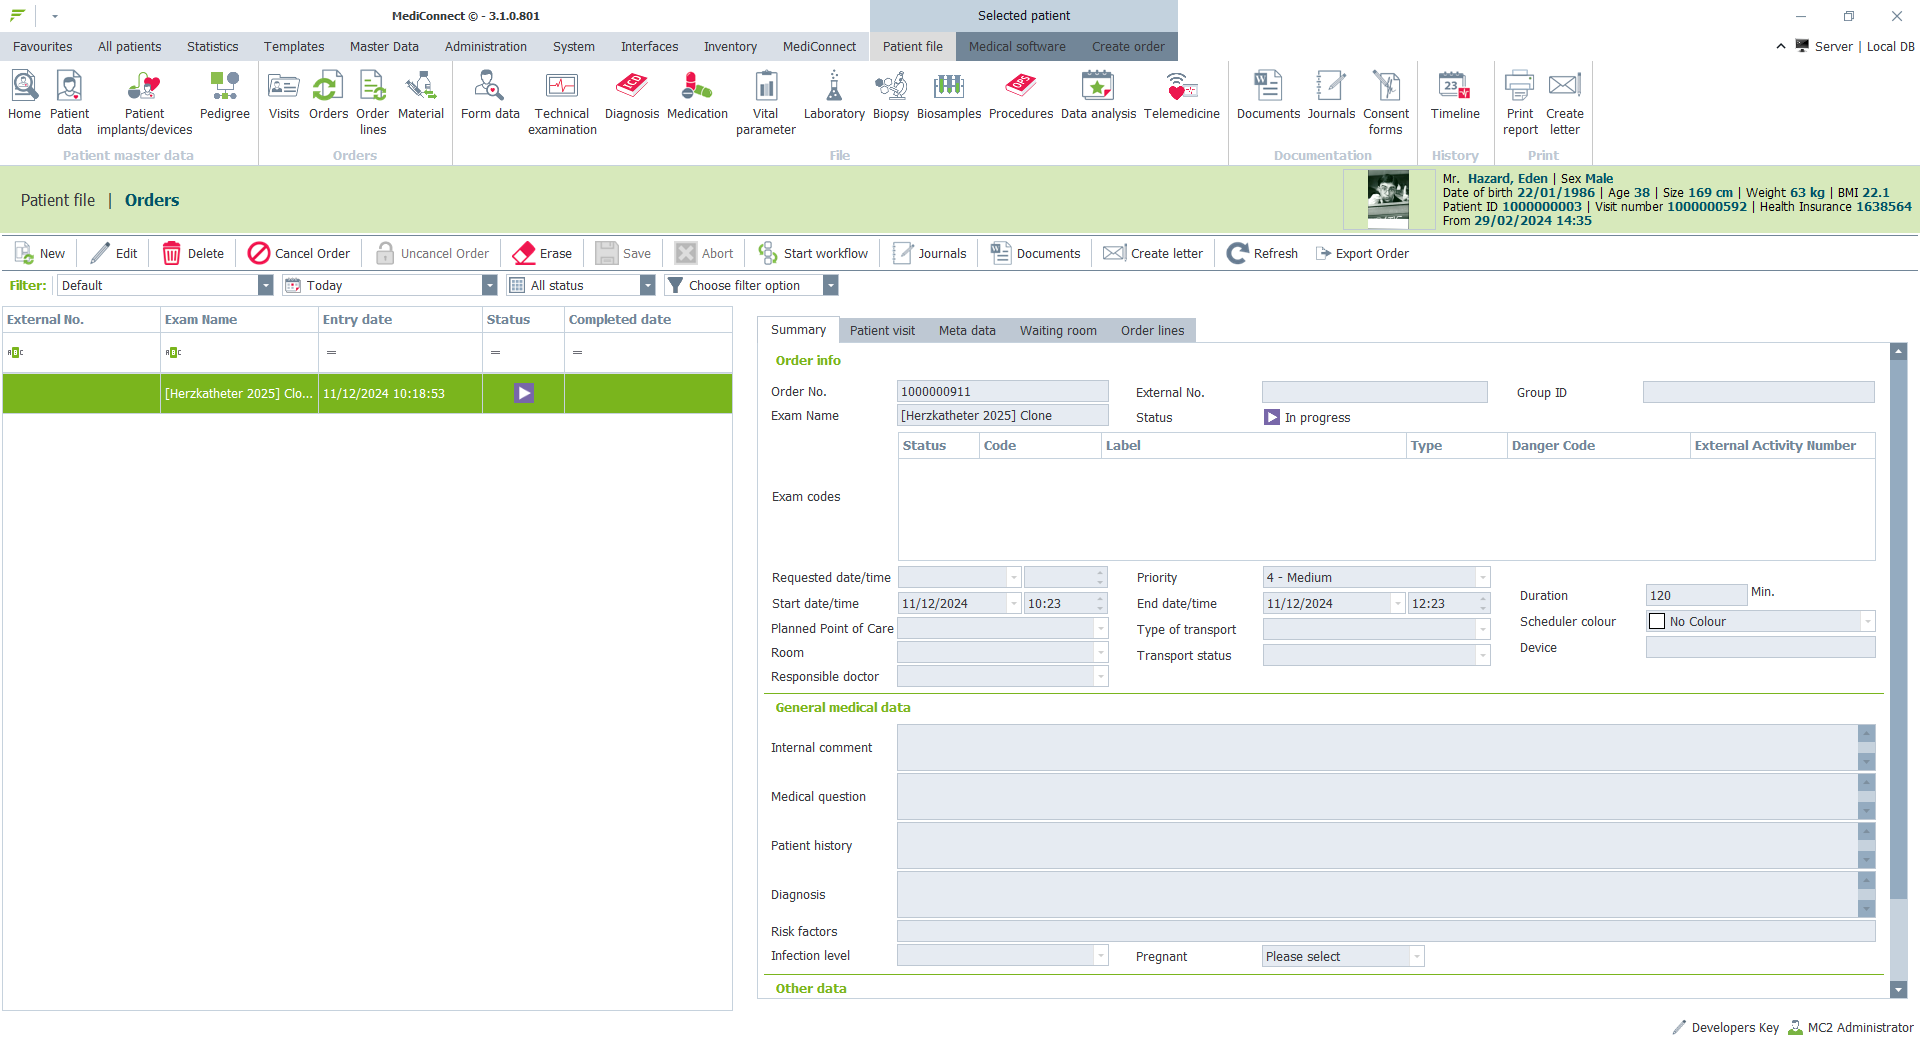 MediConnect © - 3.1.0.801
Selected patient
Favourites All patients Statistics Templates Master Data Administration System Interfaces Inventory MediConnect Patient file Medical software Create order Server | Local DB
Home Patient data Patient implants/devices Pedigree Visits Orders Order lines Material Form data Technical examination Diagnosis Medication Vital parameter Laboratory Biopsy Biosamples Procedures Data analysis Telemedicine Documents Journals Consent forms Timeline Print report Create letter
Patient master data Orders File Documentation History Print
Patient file | Orders
Mr. Hazard, Eden | Sex Male
Date of birth 22/01/1986 | Age 38 | Size 169 cm | Weight 63 kg | BMI 22.1
Patient ID 1000000003 | Visit number 1000000592 | Health Insurance 1638564
From 29/02/2024 14:35
New Edit Delete Cancel Order Uncancel Order Erase Save Abort Start workflow Journals Documents Create letter Refresh Export Order
Filter: Default Today All status Choose filter option
External No. Exam Name Entry date Status Completed date
[Herzkatheter 2025] Clo... 11/12/2024 10:18:53
Summary Patient visit Meta data Waiting room Order lines
Order info
Order No. 1000000911 External No. Group ID
Exam Name [Herzkatheter 2025] Clone Status In progress
Status Code Label Type Danger Code External Activity Number
Exam codes
Requested date/time Priority 4 - Medium
Start date/time 11/12/2024 10:23 End date/time 11/12/2024 12:23 Duration 120 Min.
Planned Point of Care Type of transport Scheduler colour No Colour
Room Transport status Device
Responsible doctor
General medical data
Internal comment
Medical question
Patient history
Diagnosis
Risk factors
Infection level Pregnant Please select
Other data
Developers Key MC2 Administrator